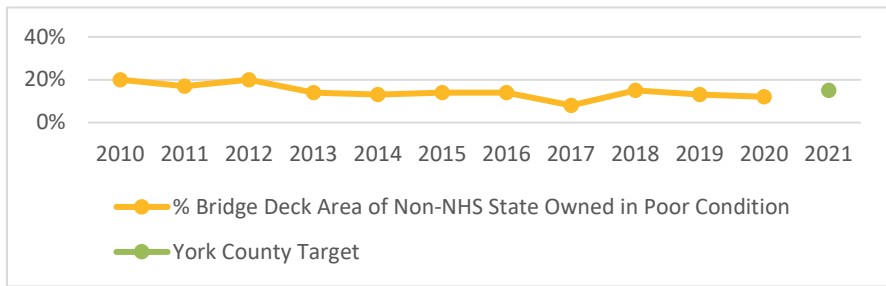 40%
20%
0%
2010 2011 2012 2013 2014 2015 2016 2017 2018 2019 2020 2021
% Bridge Deck Area of Non-NHS State Owned in Poor Condition
York County Target